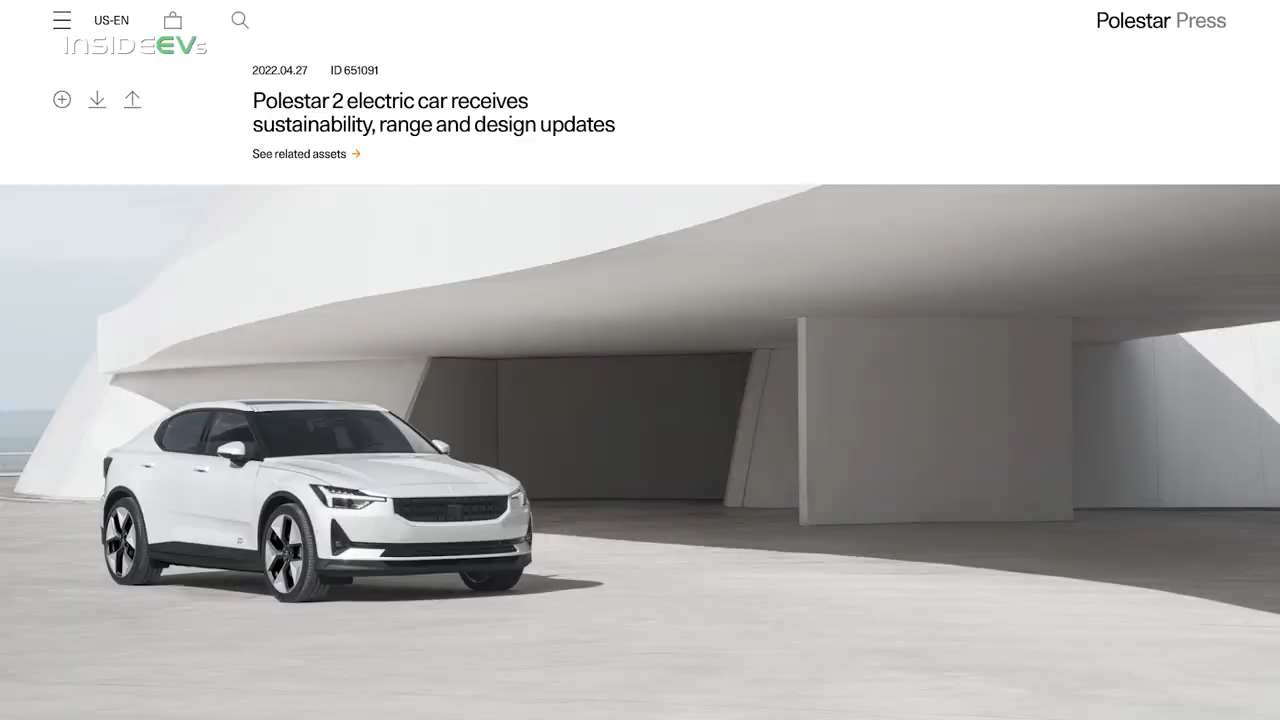 US-EN
Polestar Press
INSIDEEVs
2022.04.27 ID 651091
Polestar 2 electric car receives
sustainability, range and design updates
See related assets →